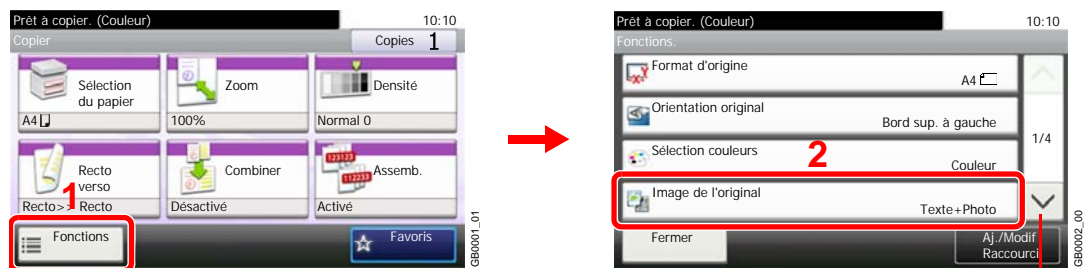 Prêt à copier. (Couleur) 10:10
Copier Copies 1
Sélection
du papier
A4
Zoom
100%
Densité
Normal 0
123123
112233
Recto
verso
Recto>> Recto
Combiner
Désactivé
Assemb.
Activé
1
Fonctions
Favoris
GB0001_01
Prêt à copier. (Couleur) 10:10
Fonctions.
Format d'origine
A4
Orientation original
Bord sup. à gauche
1/4
Sélection couleurs
Couleur
2
Image de l'original
Texte+Photo
Fermer
Aj./Modif
Raccourci
GB0002_00